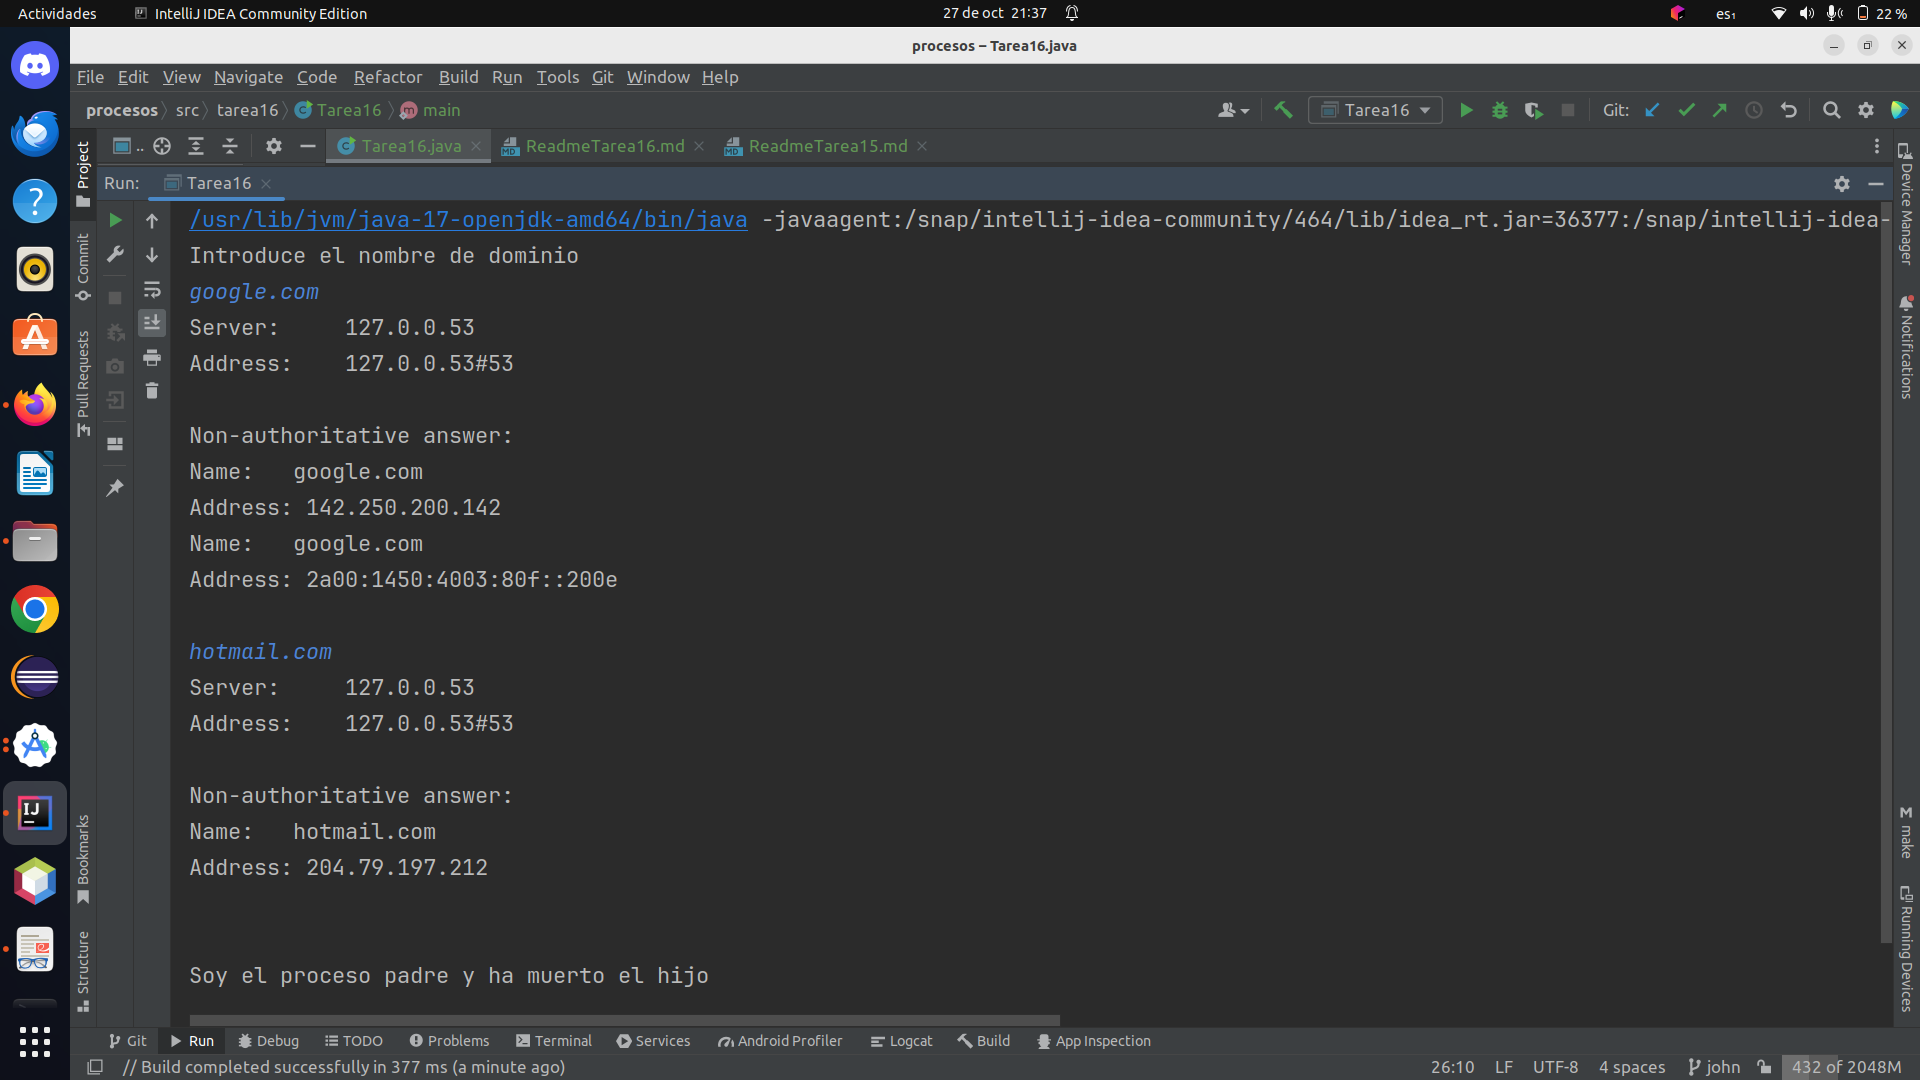 Actividades IntelliJ IDEA Community Edition 27 de oct 21:37 es₁ 22 %
procesos – Tarea16.java
File Edit View Navigate Code Refactor Build Run Tools Git Window Help
procesos src tarea16 Tarea16 main Tarea16 Git:
.. Tarea16.java ReadmeTarea16.md ReadmeTarea15.md
Run: Tarea16
/usr/lib/jvm/java-17-openjdk-amd64/bin/java -javaagent:/snap/intellij-idea-community/464/lib/idea_rt.jar=36377:/snap/intellij-idea-
Introduce el nombre de dominio
google.com
Server: 127.0.0.53
Address: 127.0.0.53#53
Non-authoritative answer:
Name: google.com
Address: 142.250.200.142
Name: google.com
Address: 2a00:1450:4003:80f::200e
hotmail.com
Server: 127.0.0.53
Address: 127.0.0.53#53
Non-authoritative answer:
Name: hotmail.com
Address: 204.79.197.212
Soy el proceso padre y ha muerto el hijo
Project
Commit
Pull Requests
Bookmarks
Structure
Device Manager
Notifications
make
Running Devices
Git Run Debug TODO Problems Terminal Services Android Profiler Logcat Build App Inspection
// Build completed successfully in 377 ms (a minute ago) 26:10 LF UTF-8 4 spaces john 432 of 2048M